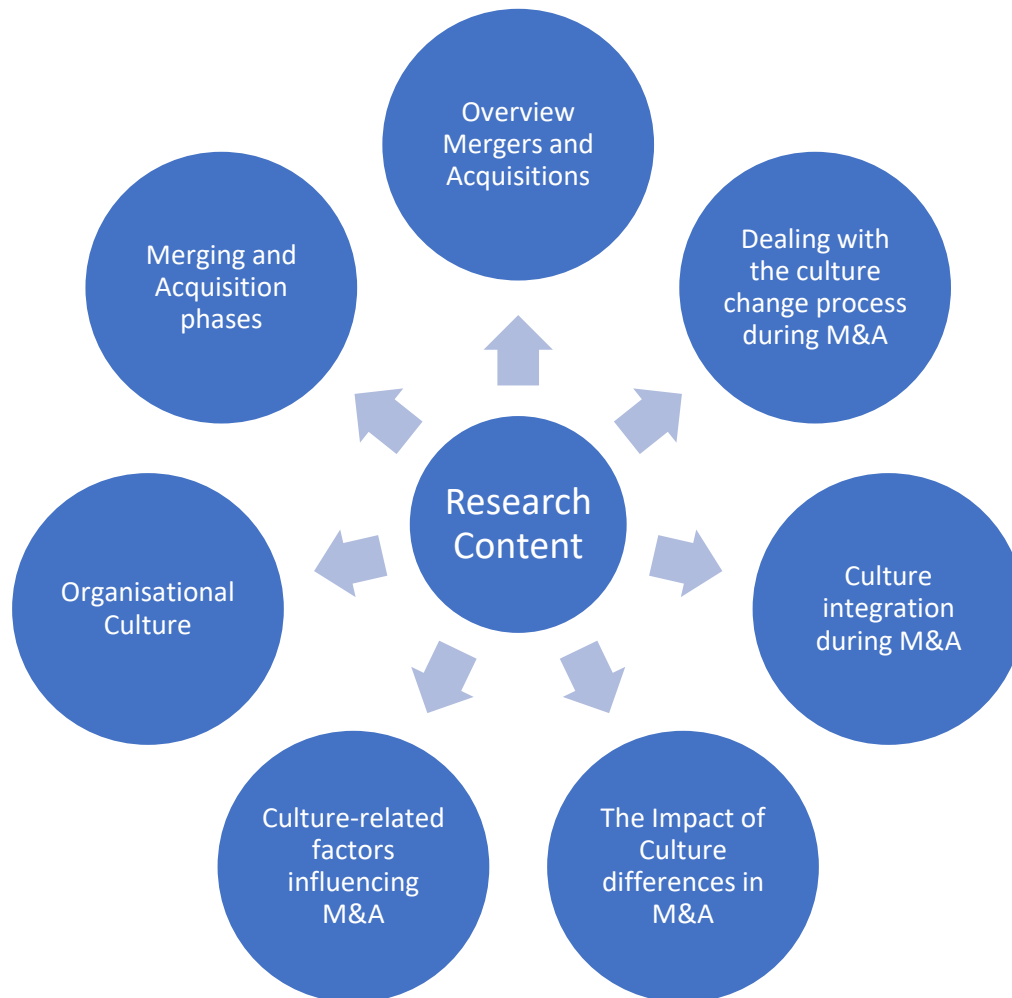 Overview
Mergers and
Acquisitions
Dealing with
the culture
change process
during M&A
Culture
integration
during M&A
The Impact of
Culture
differences in
M&A
Culture-related
factors
influencing
M&A
Organisational
Culture
Merging and
Acquisition
phases
Research
Content